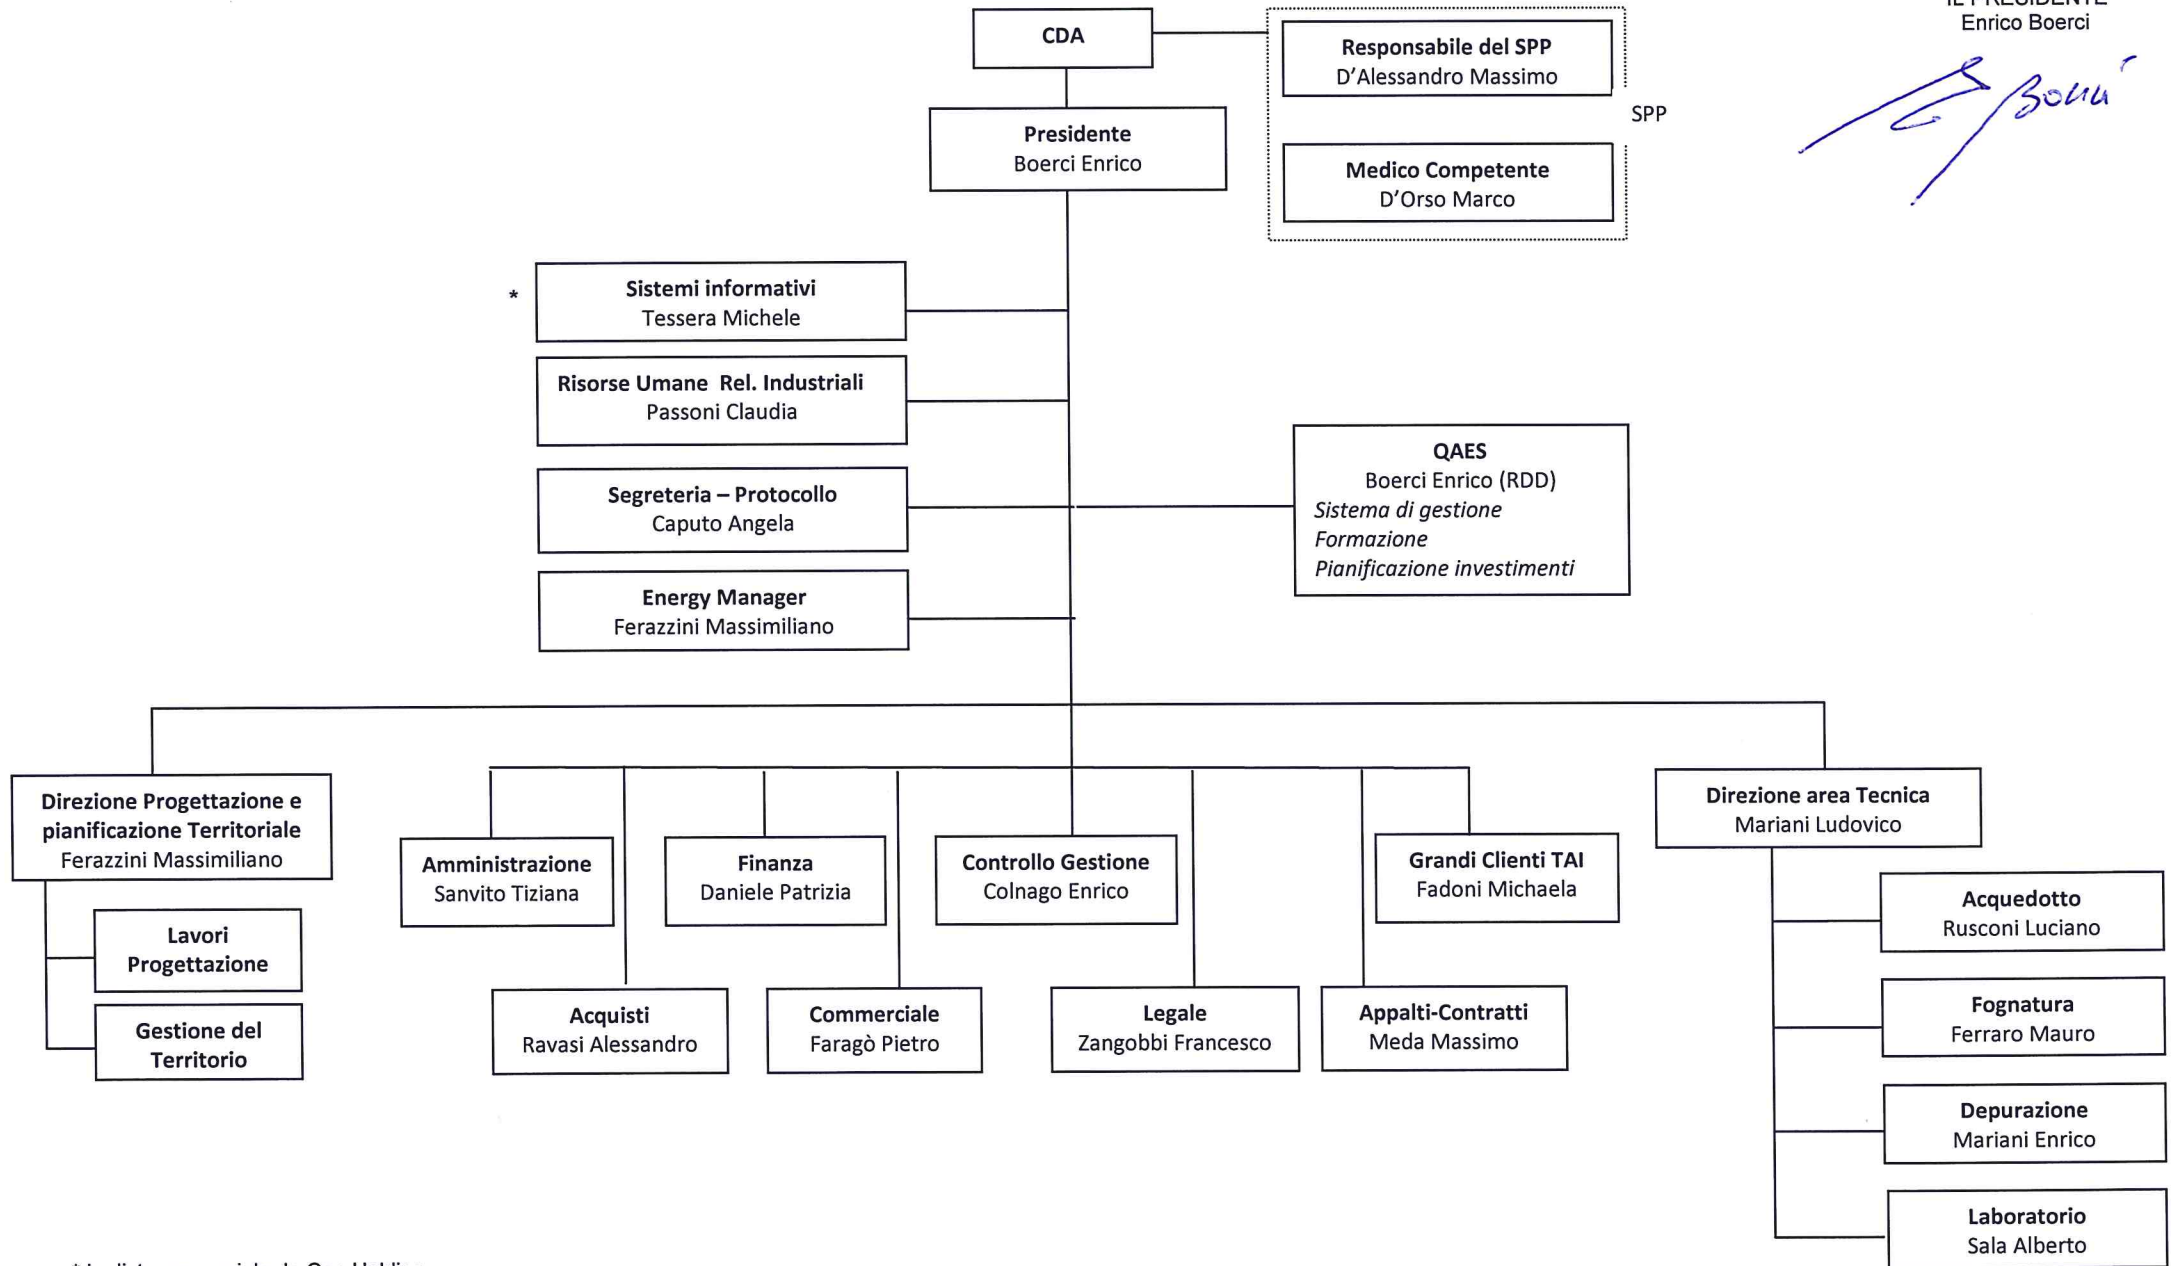 IL PRESIDENTE
Enrico Boerci
CDA
Responsabile del SPP
D'Alessandro Massimo
SPP
Presidente
Boerci Enrico
Medico Competente
D'Orso Marco
*
Sistemi informativi
Tessera Michele
Risorse Umane Rel. Industriali
Passoni Claudia
Segreteria – Protocollo
Caputo Angela
QAES
Boerci Enrico (RDD)
Sistema di gestione
Formazione
Pianificazione investimenti
Energy Manager
Ferazzini Massimiliano
Direzione Progettazione e
pianificazione Territoriale
Ferazzini Massimiliano
Lavori
Progettazione
Gestione del
Territorio
Amministrazione
Sanvito Tiziana
Finanza
Daniele Patrizia
Controllo Gestione
Colnago Enrico
Grandi Clienti TAI
Fadoni Michaela
Acquisti
Ravasi Alessandro
Commerciale
Faragò Pietro
Legale
Zangobbi Francesco
Appalti-Contratti
Meda Massimo
Direzione area Tecnica
Mariani Ludovico
Acquedotto
Rusconi Luciano
Fognatura
Ferraro Mauro
Depurazione
Mariani Enrico
Laboratorio
Sala Alberto